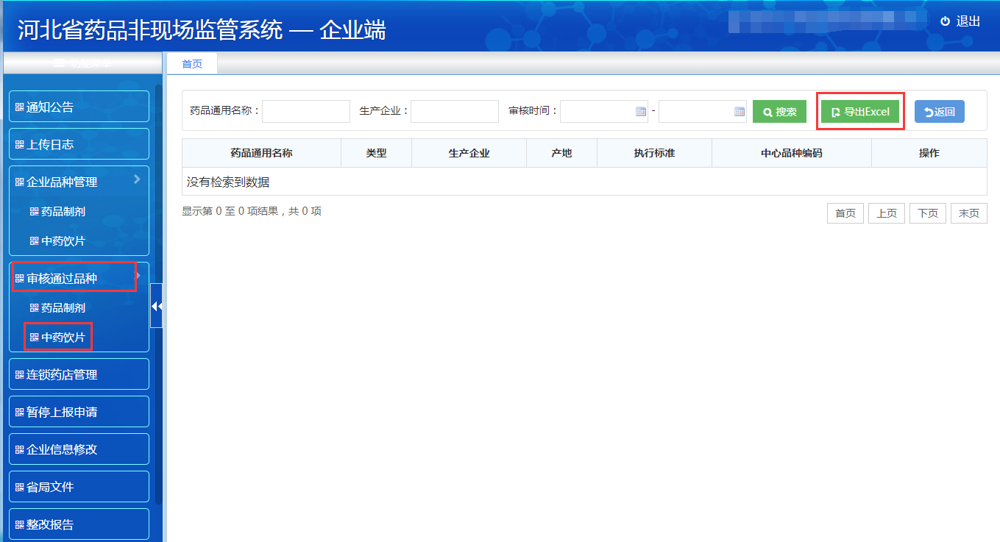 河北省药品非现场监管系统 — 企业端
退出
功能菜单
首页
通知公告
上传日志
企业品种管理
药品制剂
中药饮片
审核通过品种
药品制剂
中药饮片
连锁药店管理
暂停上报申请
企业信息修改
省局文件
整改报告
药品通用名称： 生产企业： 审核时间： - 搜索 导出Excel 返回
药品通用名称 类型 生产企业 产地 执行标准 中心品种编码 操作
没有检索到数据
显示第 0 至 0 项结果，共 0 项
首页 上页 下页 末页